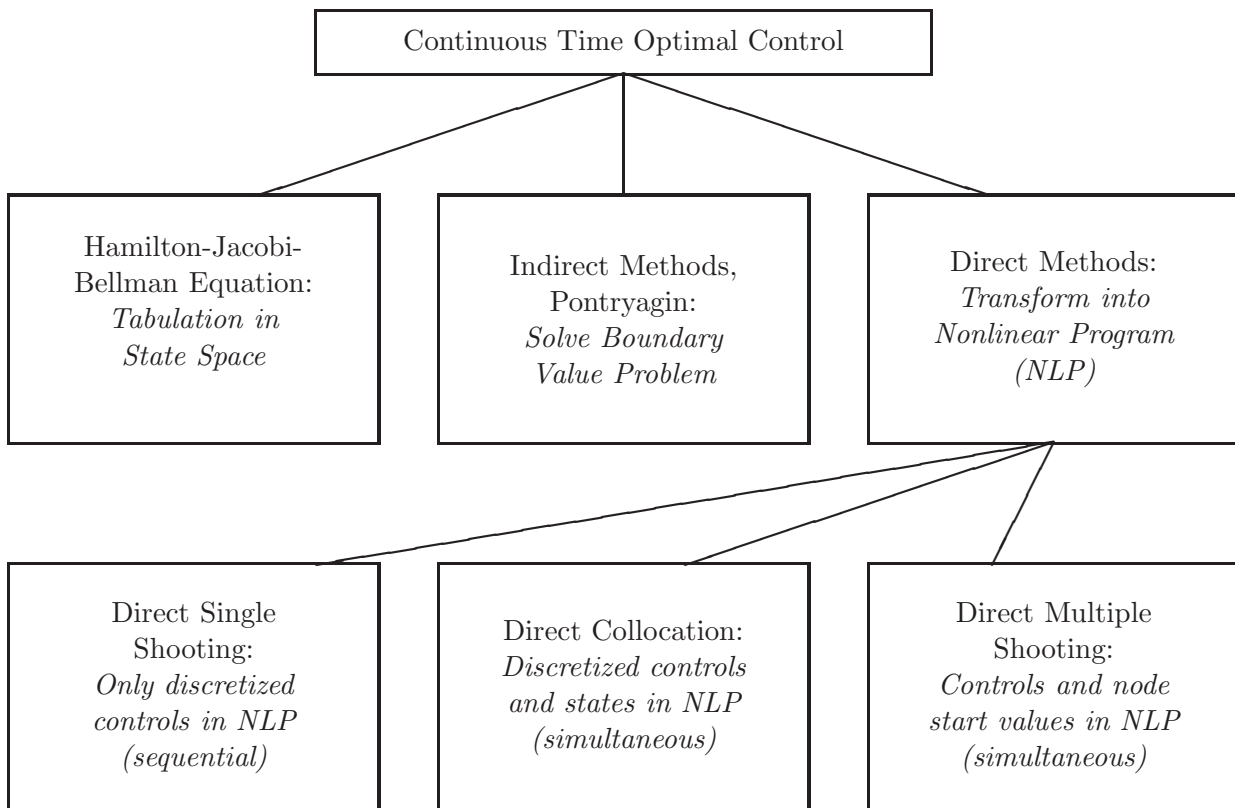 Continuous Time Optimal Control
Hamilton-Jacobi-
Bellman Equation:
Tabulation in
State Space
Indirect Methods,
Pontryagin:
Solve Boundary
Value Problem
Direct Methods:
Transform into
Nonlinear Program
(NLP)
Direct Single
Shooting:
Only discretized
controls in NLP
(sequential)
Direct Collocation:
Discretized controls
and states in NLP
(simultaneous)
Direct Multiple
Shooting:
Controls and node
start values in NLP
(simultaneous)